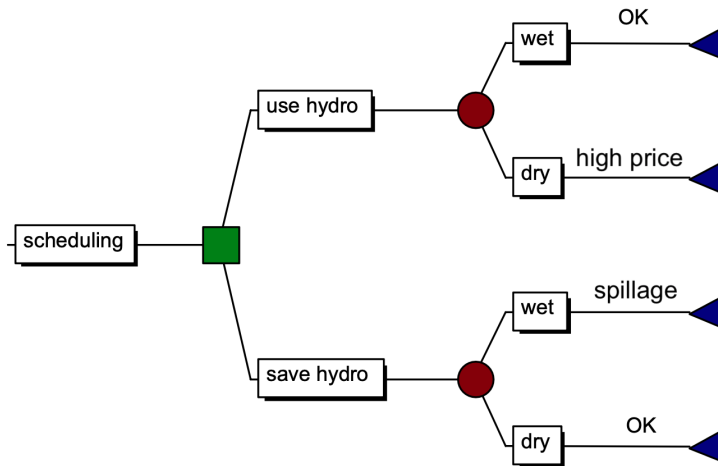 OK
wet
use hydro
high price
dry
scheduling
spillage
wet
save hydro
OK
dry